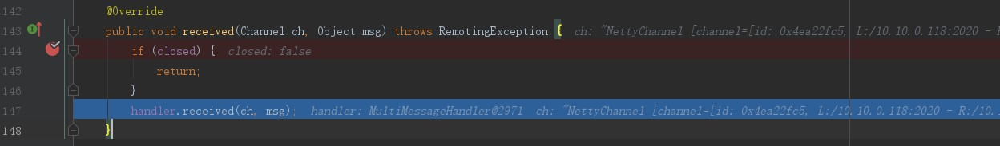 142 @Override
143 public void received(Channel ch, Object msg) throws RemotingException { ch: "NettyChannel [channel=[id: 0x4ea22fc5, L:/10.10.0.118:2020 - R
144 if (closed) { closed: false
145 return;
146 }
147 handler.received(ch, msg); handler: MultiMessageHandler@2971 ch: "NettyChannel [channel=[id: 0x4ea22fc5, L:/10.10.0.118:2020 - R:/10.1
148 }